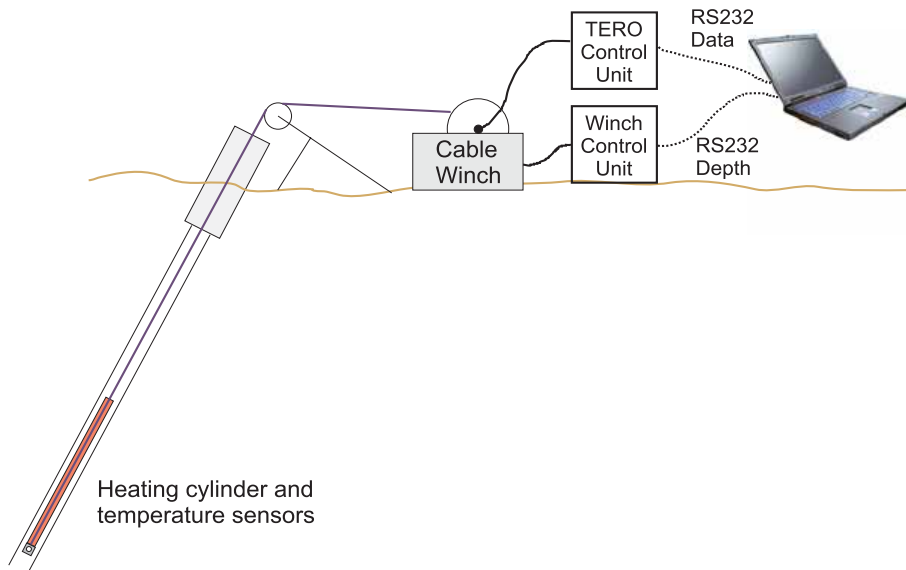 TERO
Control
Unit
RS232
Data
Cable
Winch
Winch
Control
Unit
RS232
Depth
Heating cylinder and
temperature sensors